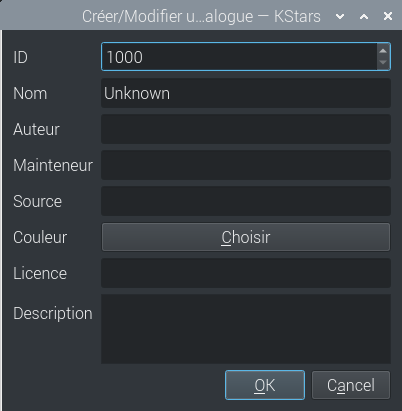 Créer/Modifier u...alogue — KStars
ID
1000
Nom
Unknown
Auteur
Mainteneur
Source
Couleur
Choisir
Licence
Description
OK
Cancel